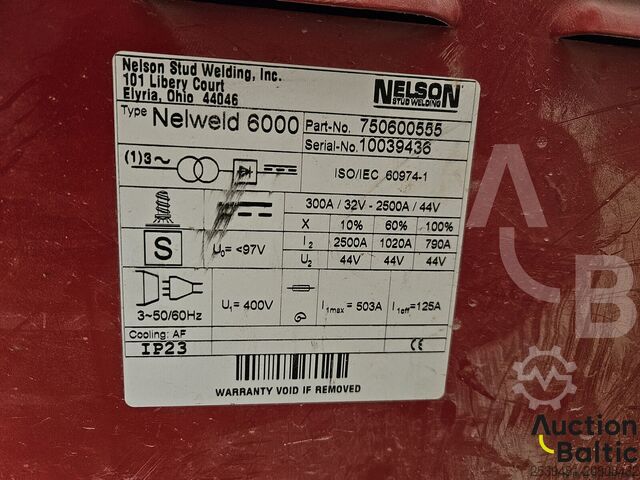 Nelson Stud Welding, Inc.
101 Libery Court
Elyria, Ohio 44046
NELSON
STUD WELDING
Type Nelweld 6000
Part-No. 750600555
Serial-No. 10039436
(1)3~
ISO/IEC 60974-1
300A / 32V - 2500A / 44V
X 10% 60% 100%
S
U₀= <97V
I₂ 2500A 1020A 790A
U₂ 44V 44V 44V
3~50/60Hz
U₁= 400V
I₁max = 503A
I₁eff =125A
Cooling: AF
IP23
CE
WARRANTY VOID IF REMOVED
AB
Auction
Baltic